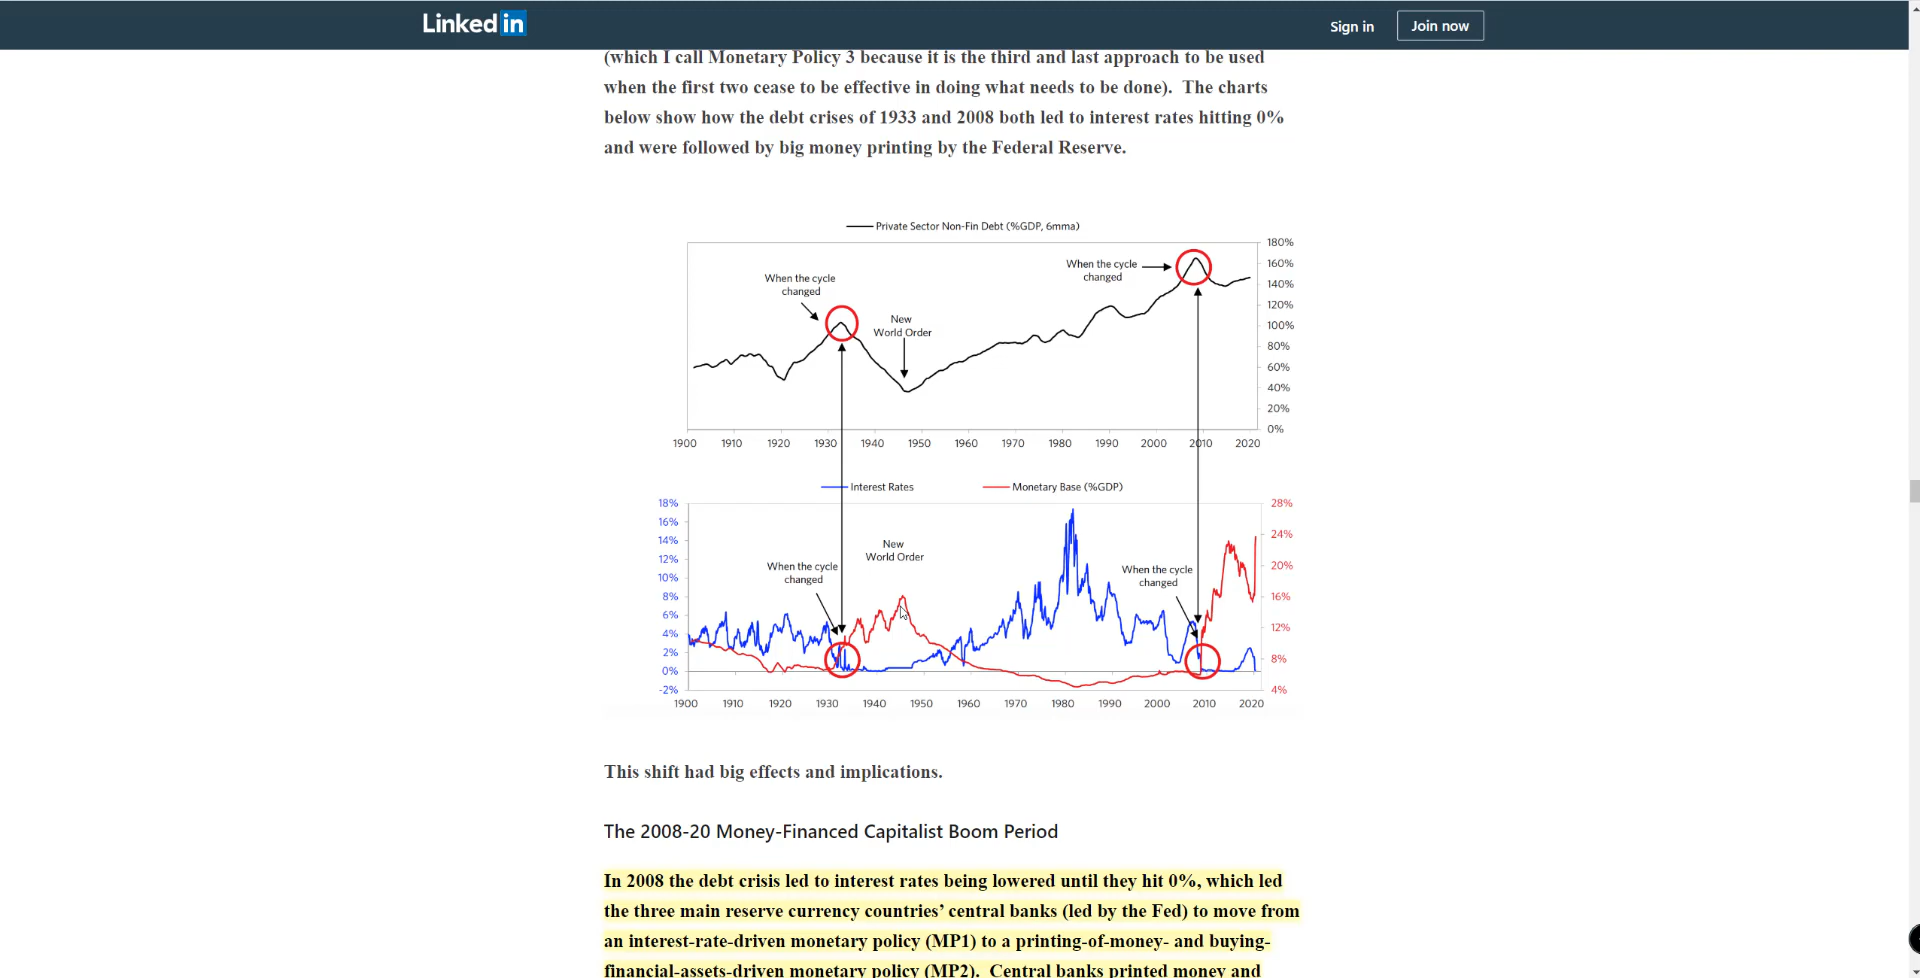 LinkedIn
Sign in
Join now
(which I call Monetary Policy 3 because it is the third and last approach to be used
when the first two cease to be effective in doing what needs to be done).  The charts
below show how the debt crises of 1933 and 2008 both led to interest rates hitting 0%
and were followed by big money printing by the Federal Reserve.
Private Sector Non-Fin Debt (%GDP, 6mma)
180%
160%
140%
120%
100%
80%
60%
40%
20%
0%
When the cycle
changed
New
World Order
When the cycle
changed
1900 1910 1920 1930 1940 1950 1960 1970 1980 1990 2000 2010 2020
Interest Rates
Monetary Base (%GDP)
18%
16%
14%
12%
10%
8%
6%
4%
2%
0%
-2%
28%
24%
20%
16%
12%
8%
4%
New
World Order
When the cycle
changed
When the cycle
changed
1900 1910 1920 1930 1940 1950 1960 1970 1980 1990 2000 2010 2020
This shift had big effects and implications.
The 2008-20 Money-Financed Capitalist Boom Period
In 2008 the debt crisis led to interest rates being lowered until they hit 0%, which led
the three main reserve currency countries’ central banks (led by the Fed) to move from
an interest-rate-driven monetary policy (MP1) to a printing-of-money- and buying-
financial-assets-driven monetary policy (MP2).  Central banks printed money and